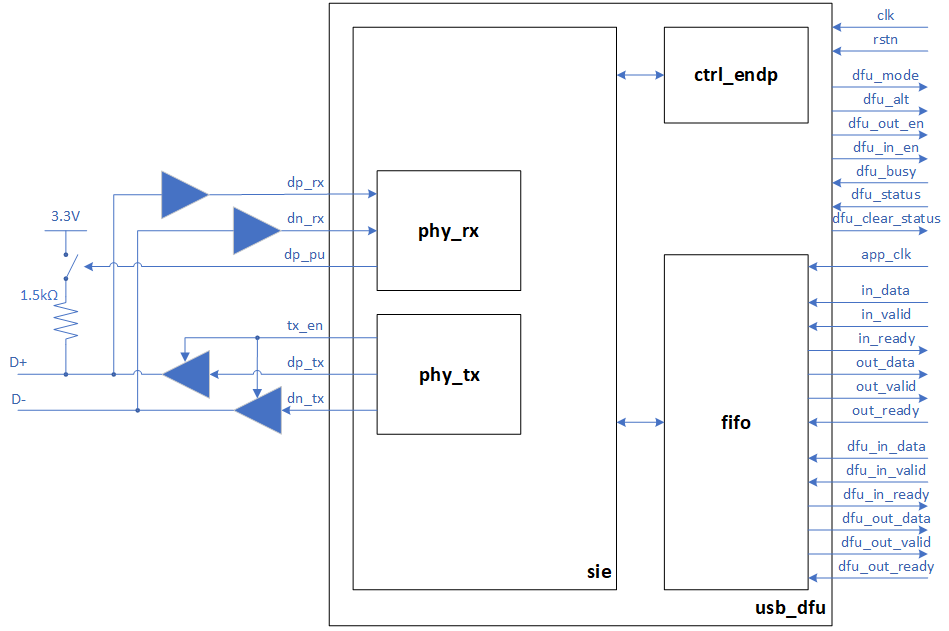 clk
rstn
ctrl_endp
dfu_mode
dfu_alt
dfu_out_en
dfu_in_en
dfu_busy
dfu_status
dfu_clear_status
dp_rx
dn_rx
phy_rx
3.3V
dp_pu
1.5kΩ
tx_en
D+
dp_tx
phy_tx
D-
dn_tx
app_clk
in_data
in_valid
in_ready
out_data
out_valid
out_ready
fifo
dfu_in_data
dfu_in_valid
dfu_in_ready
dfu_out_data
dfu_out_valid
dfu_out_ready
sie
usb_dfu